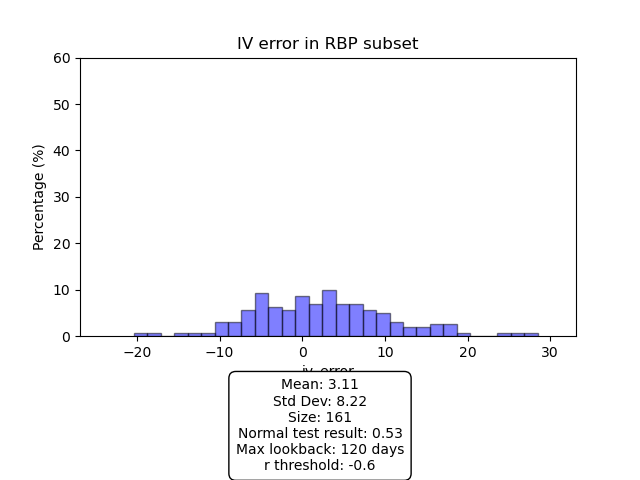 IV error in RBP subset
60
50
40
30
20
10
0
Percentage (%)
−20
−10
0
10
20
30
iv_error
Mean: 3.11
Std Dev: 8.22
Size: 161
Normal test result: 0.53
Max lookback: 120 days
r threshold: -0.6